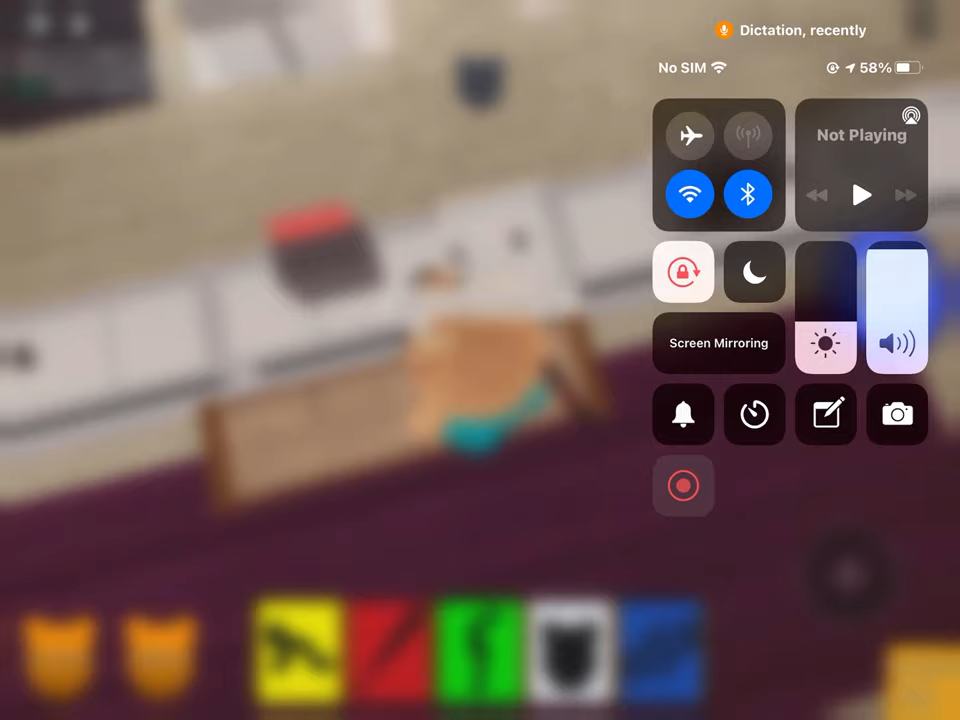 Dictation, recently
No SIM 58%
Not Playing
Screen Mirroring